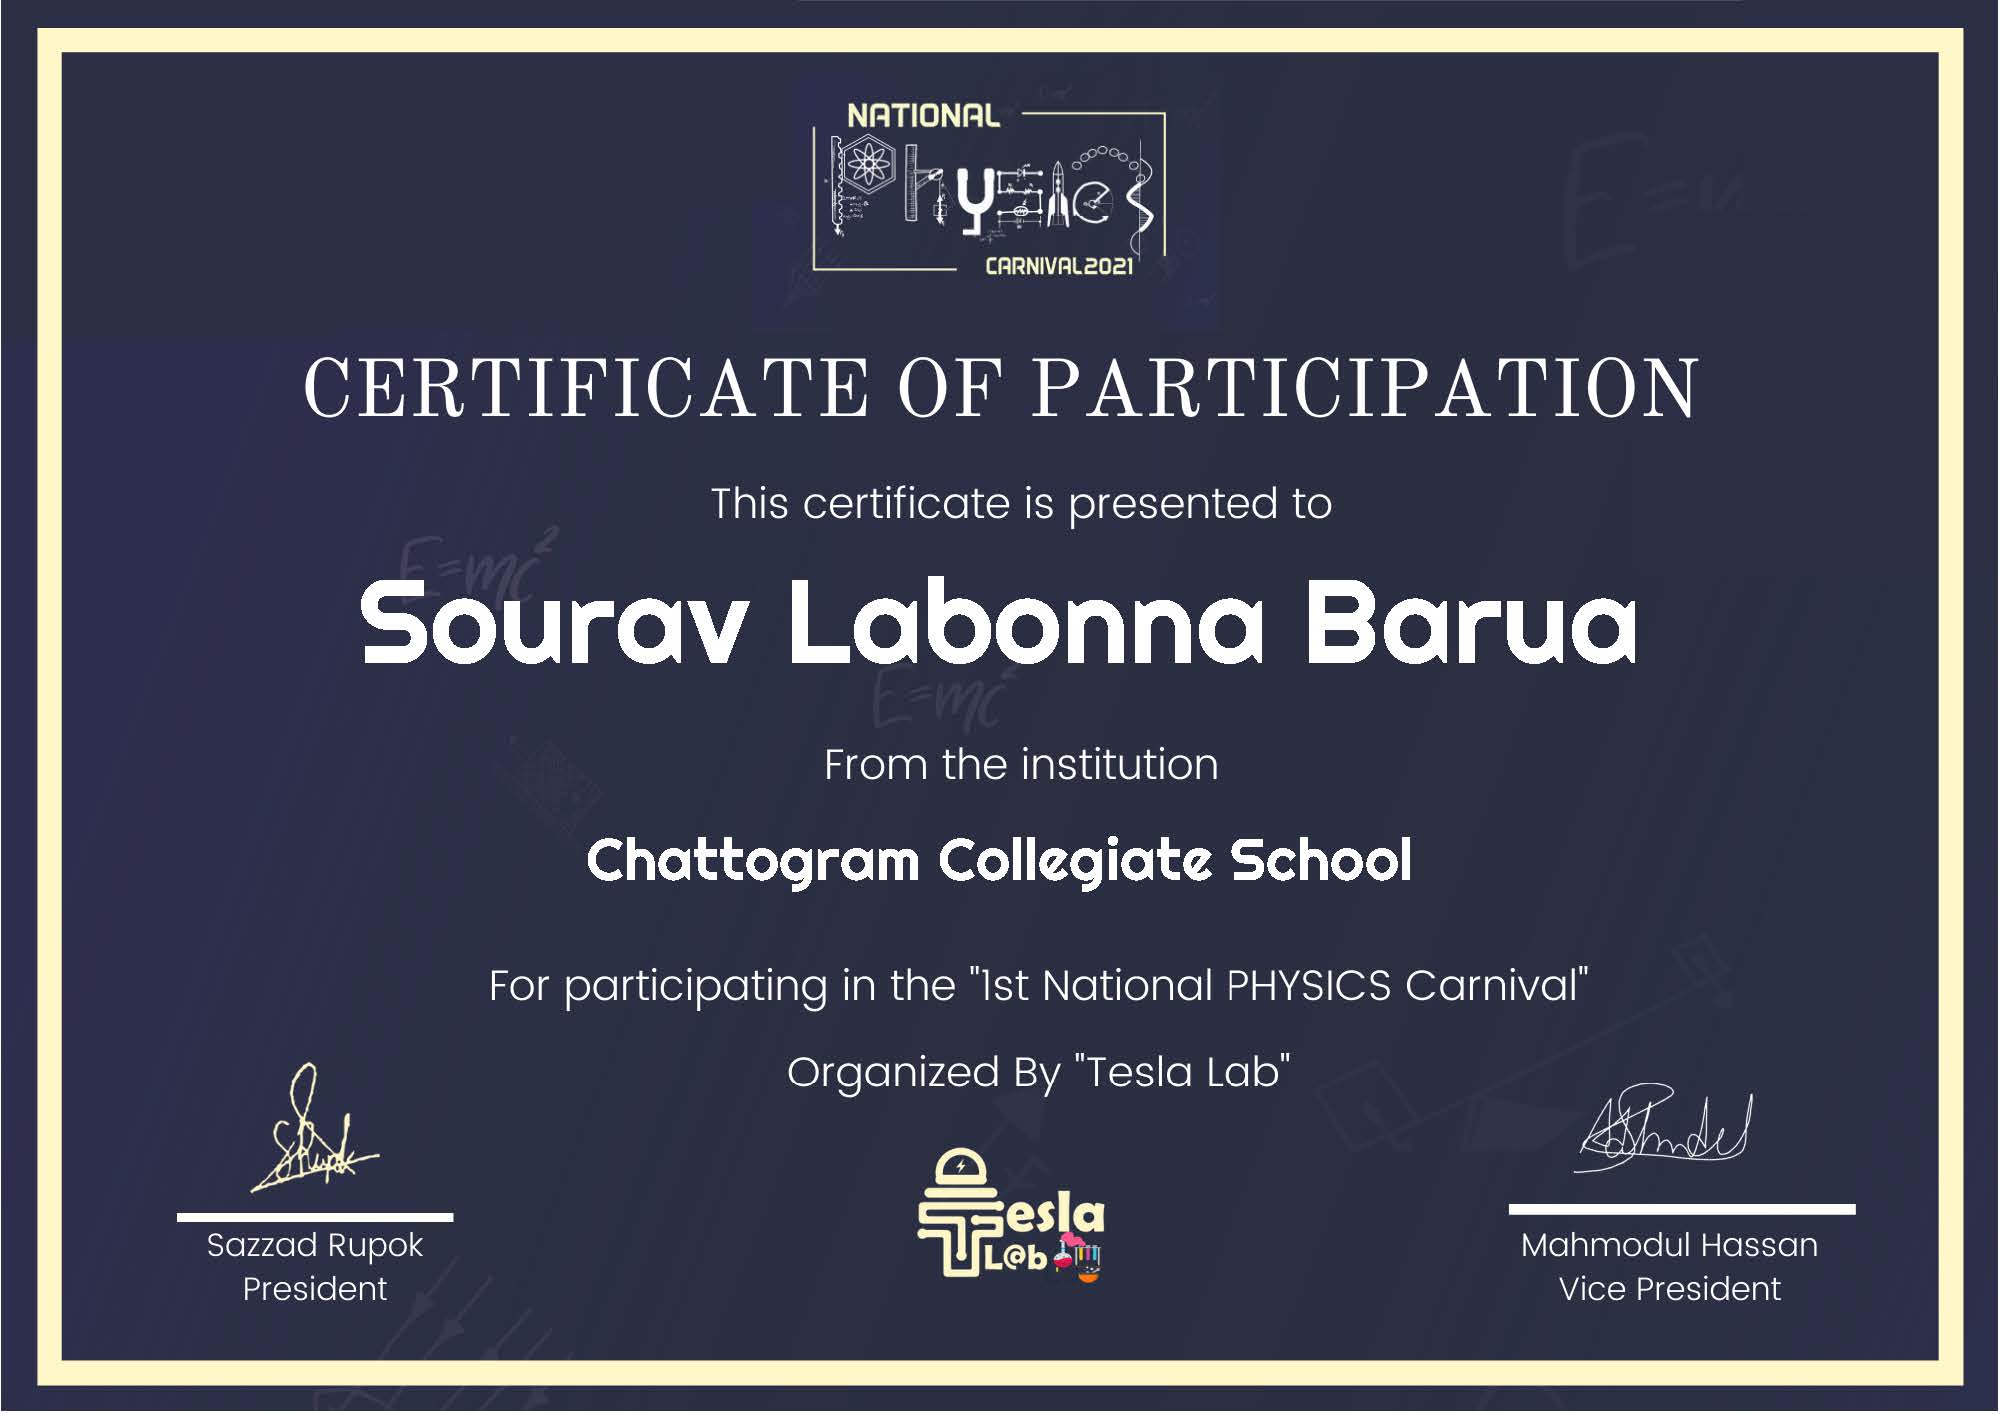 NATIONAL
PHYSICS
CARNIVAL2021
CERTIFICATE OF PARTICIPATION
This certificate is presented to
E=mc²
Sourav Labonna Barua
E=mc²
From the institution
Chattogram Collegiate School
For participating in the "1st National PHYSICS Carnival"
Organized By "Tesla Lab"
Tesla
L@b
Sazzad Rupok
President
Mahmodul Hassan
Vice President